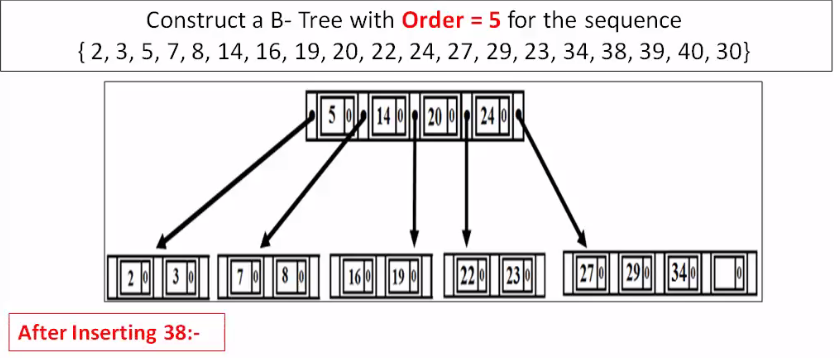 Construct a B- Tree with Order = 5 for the sequence
{ 2, 3, 5, 7, 8, 14, 16, 19, 20, 22, 24, 27, 29, 23, 34, 38, 39, 40, 30}
5 0 14 0 20 0 24 0
2 0 3 0 7 0 8 0 16 0 19 0 22 0 23 0 27 0 29 0 34 0 0
After Inserting 38:-